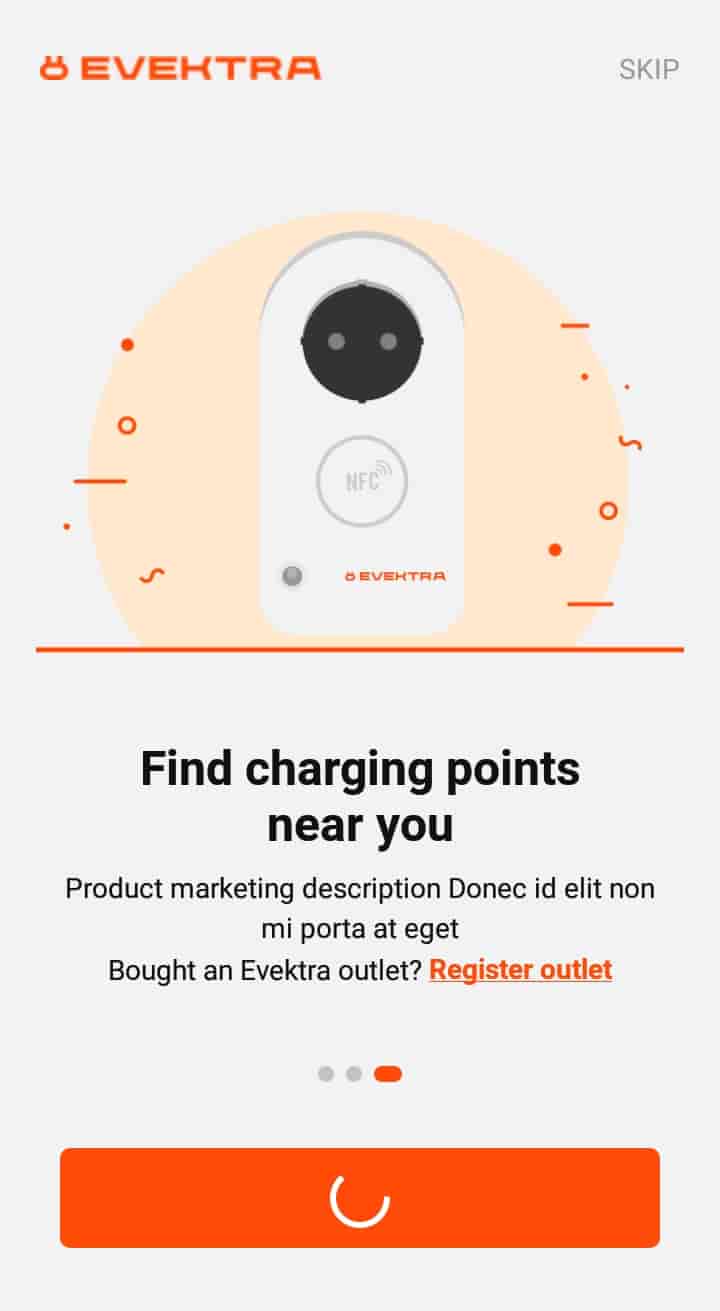 EVEKTRA
SKIP
NFC
EVEKTRA
Find charging points
near you
Product marketing description Donec id elit non
mi porta at eget
Bought an Evektra outlet? Register outlet